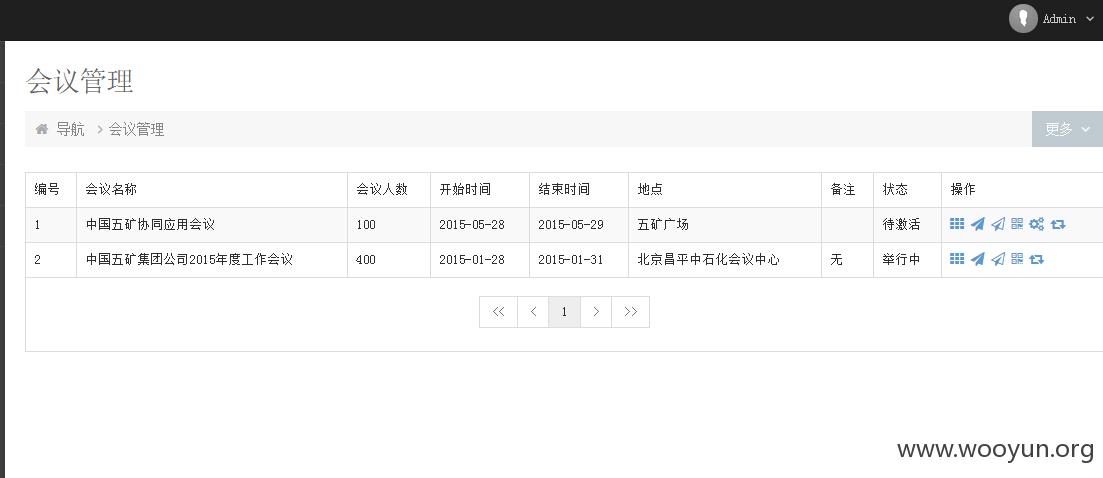 Admin
会议管理
导航 会议管理 更多
编号 会议名称 会议人数 开始时间 结束时间 地点 备注 状态 操作
1 中国五矿协同应用会议 100 2015-05-28 2015-05-29 五矿广场 待激活
2 中国五矿集团公司2015年度工作会议 400 2015-01-28 2015-01-31 北京昌平中石化会议中心 无 举行中
<< < 1 > >>
www.wooyun.org